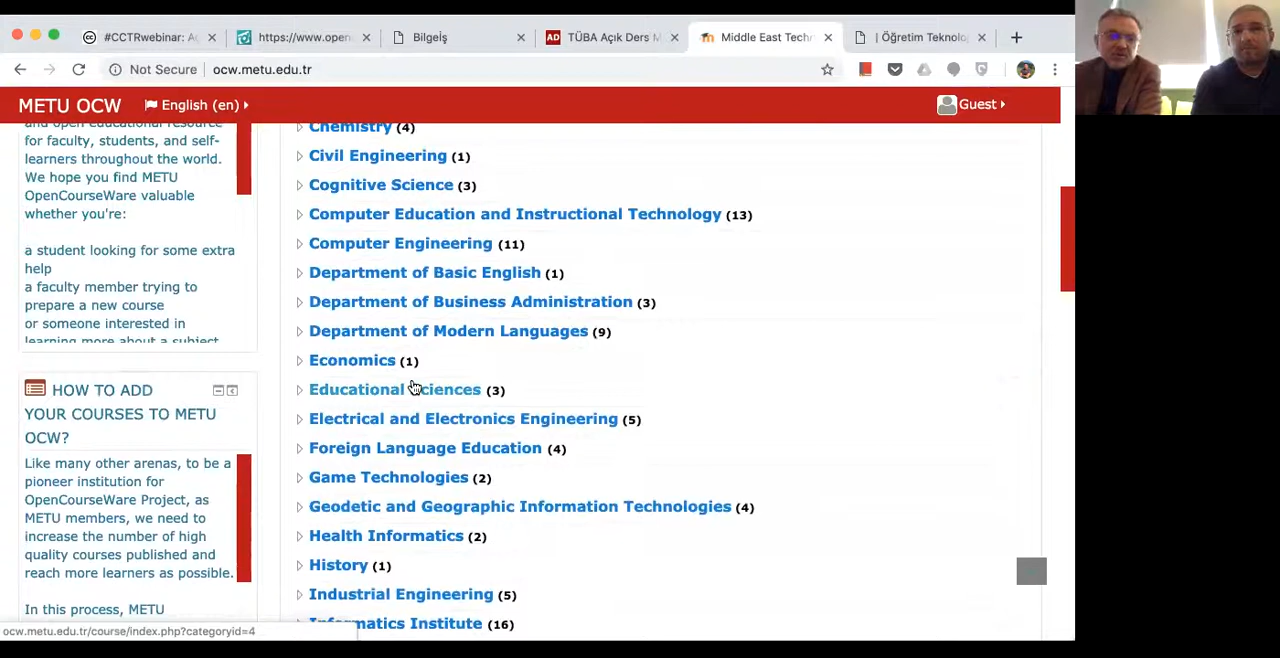 #CCTRwebinar: Aç
https://www.open
Bilgeİş
TÜBA Açık Ders M
Middle East Techn
| Öğretim Teknolo
Not Secure
ocw.metu.edu.tr
METU OCW
English (en)
Guest
and open educational resource
for faculty, students, and self-
learners throughout the world.
We hope you find METU
OpenCourseWare valuable
whether you're:
a student looking for some extra
help
a faculty member trying to
prepare a new course
or someone interested in
learning more about a subject
HOW TO ADD
YOUR COURSES TO METU
OCW?
Like many other arenas, to be a
pioneer institution for
OpenCourseWare Project, as
METU members, we need to
increase the number of high
quality courses published and
reach more learners as possible.
In this process, METU
Chemistry (4)
Civil Engineering (1)
Cognitive Science (3)
Computer Education and Instructional Technology (13)
Computer Engineering (11)
Department of Basic English (1)
Department of Business Administration (3)
Department of Modern Languages (9)
Economics (1)
Educational Sciences (3)
Electrical and Electronics Engineering (5)
Foreign Language Education (4)
Game Technologies (2)
Geodetic and Geographic Information Technologies (4)
Health Informatics (2)
History (1)
Industrial Engineering (5)
Informatics Institute (16)
ocw.metu.edu.tr/course/index.php?categoryid=4